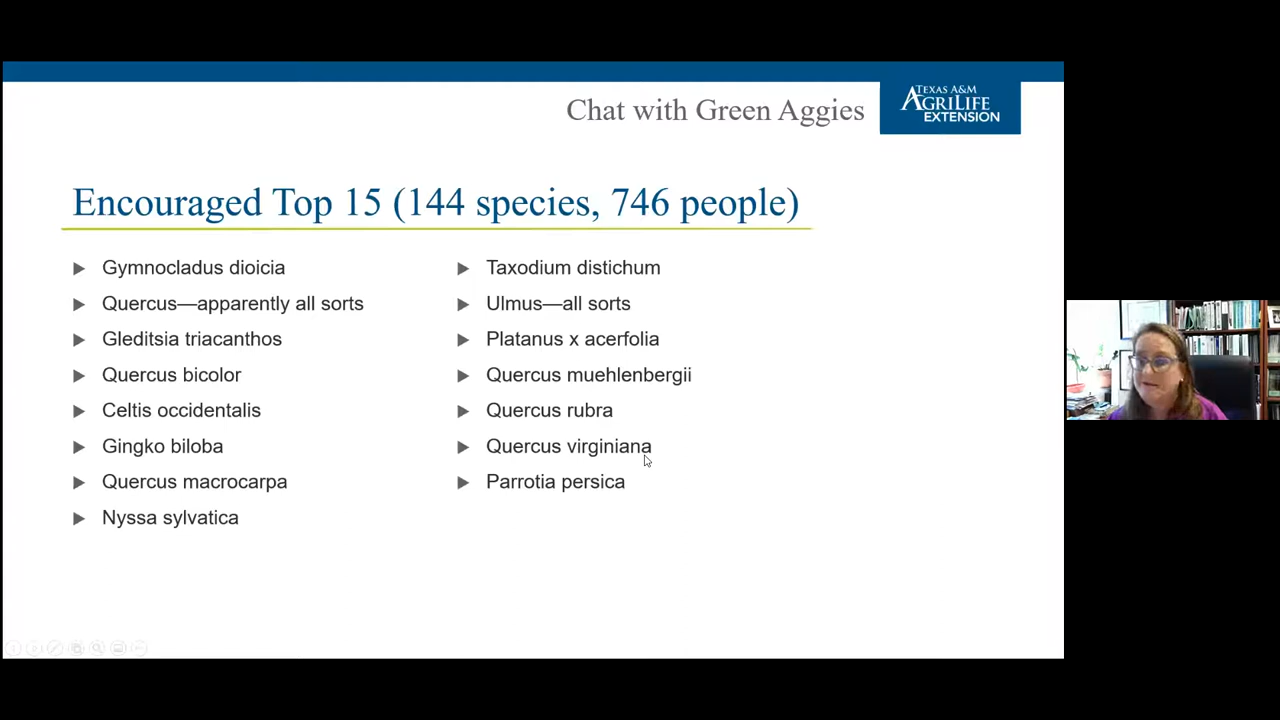 Chat with Green Aggies
TEXAS A&M
AGRILIFE
EXTENSION
Encouraged Top 15 (144 species, 746 people)
Gymnocladus dioicia
Quercus—apparently all sorts
Gleditsia triacanthos
Quercus bicolor
Celtis occidentalis
Gingko biloba
Quercus macrocarpa
Nyssa sylvatica
Taxodium distichum
Ulmus—all sorts
Platanus x acerfolia
Quercus muehlenbergii
Quercus rubra
Quercus virginiana
Parrotia persica